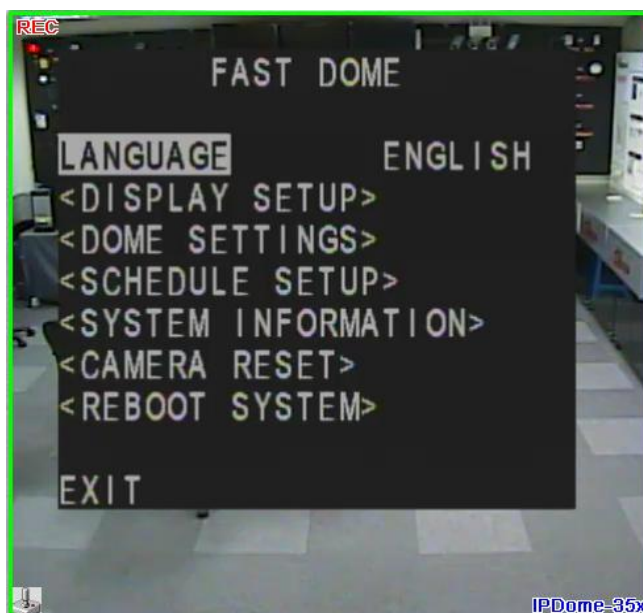 REC
FAST DOME
LANGUAGE ENGLISH
<DISPLAY SETUP>
<DOME SETTINGS>
<SCHEDULE SETUP>
<SYSTEM INFORMATION>
<CAMERA RESET>
<REBOOT SYSTEM>
EXIT
IPDome-35x